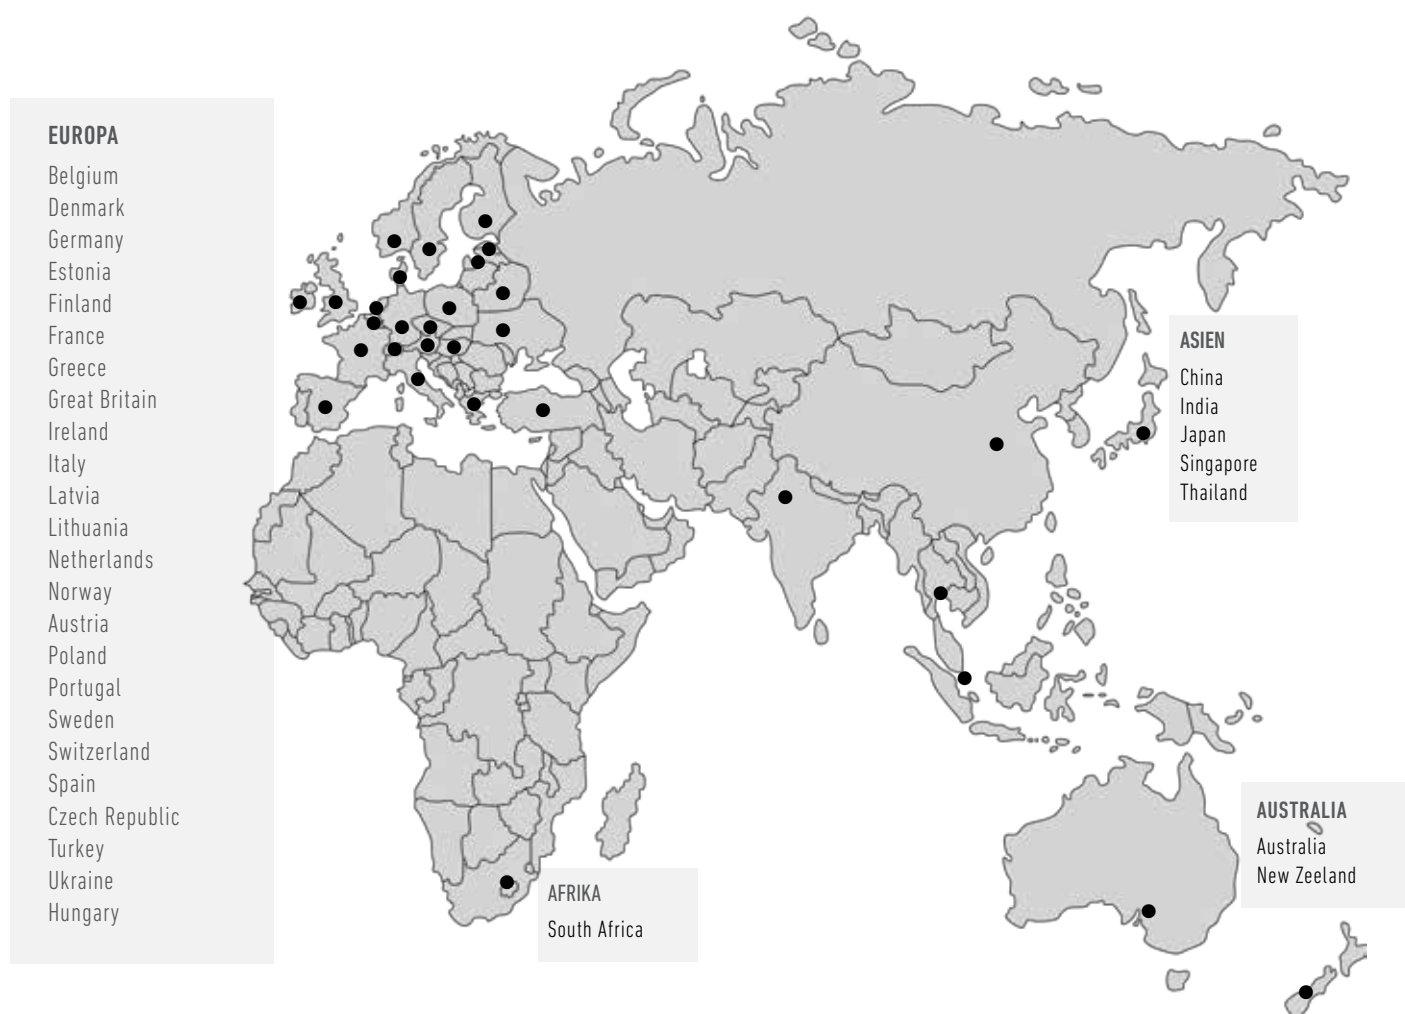 EUROPA
Belgium
Denmark
Germany
Estonia
Finland
France
Greece
Great Britain
Ireland
Italy
Latvia
Lithuania
Netherlands
Norway
Austria
Poland
Portugal
Sweden
Switzerland
Spain
Czech Republic
Turkey
Ukraine
Hungary
ASIEN
China
India
Japan
Singapore
Thailand
AUSTRALIA
Australia
New Zeeland
AFRIKA
South Africa